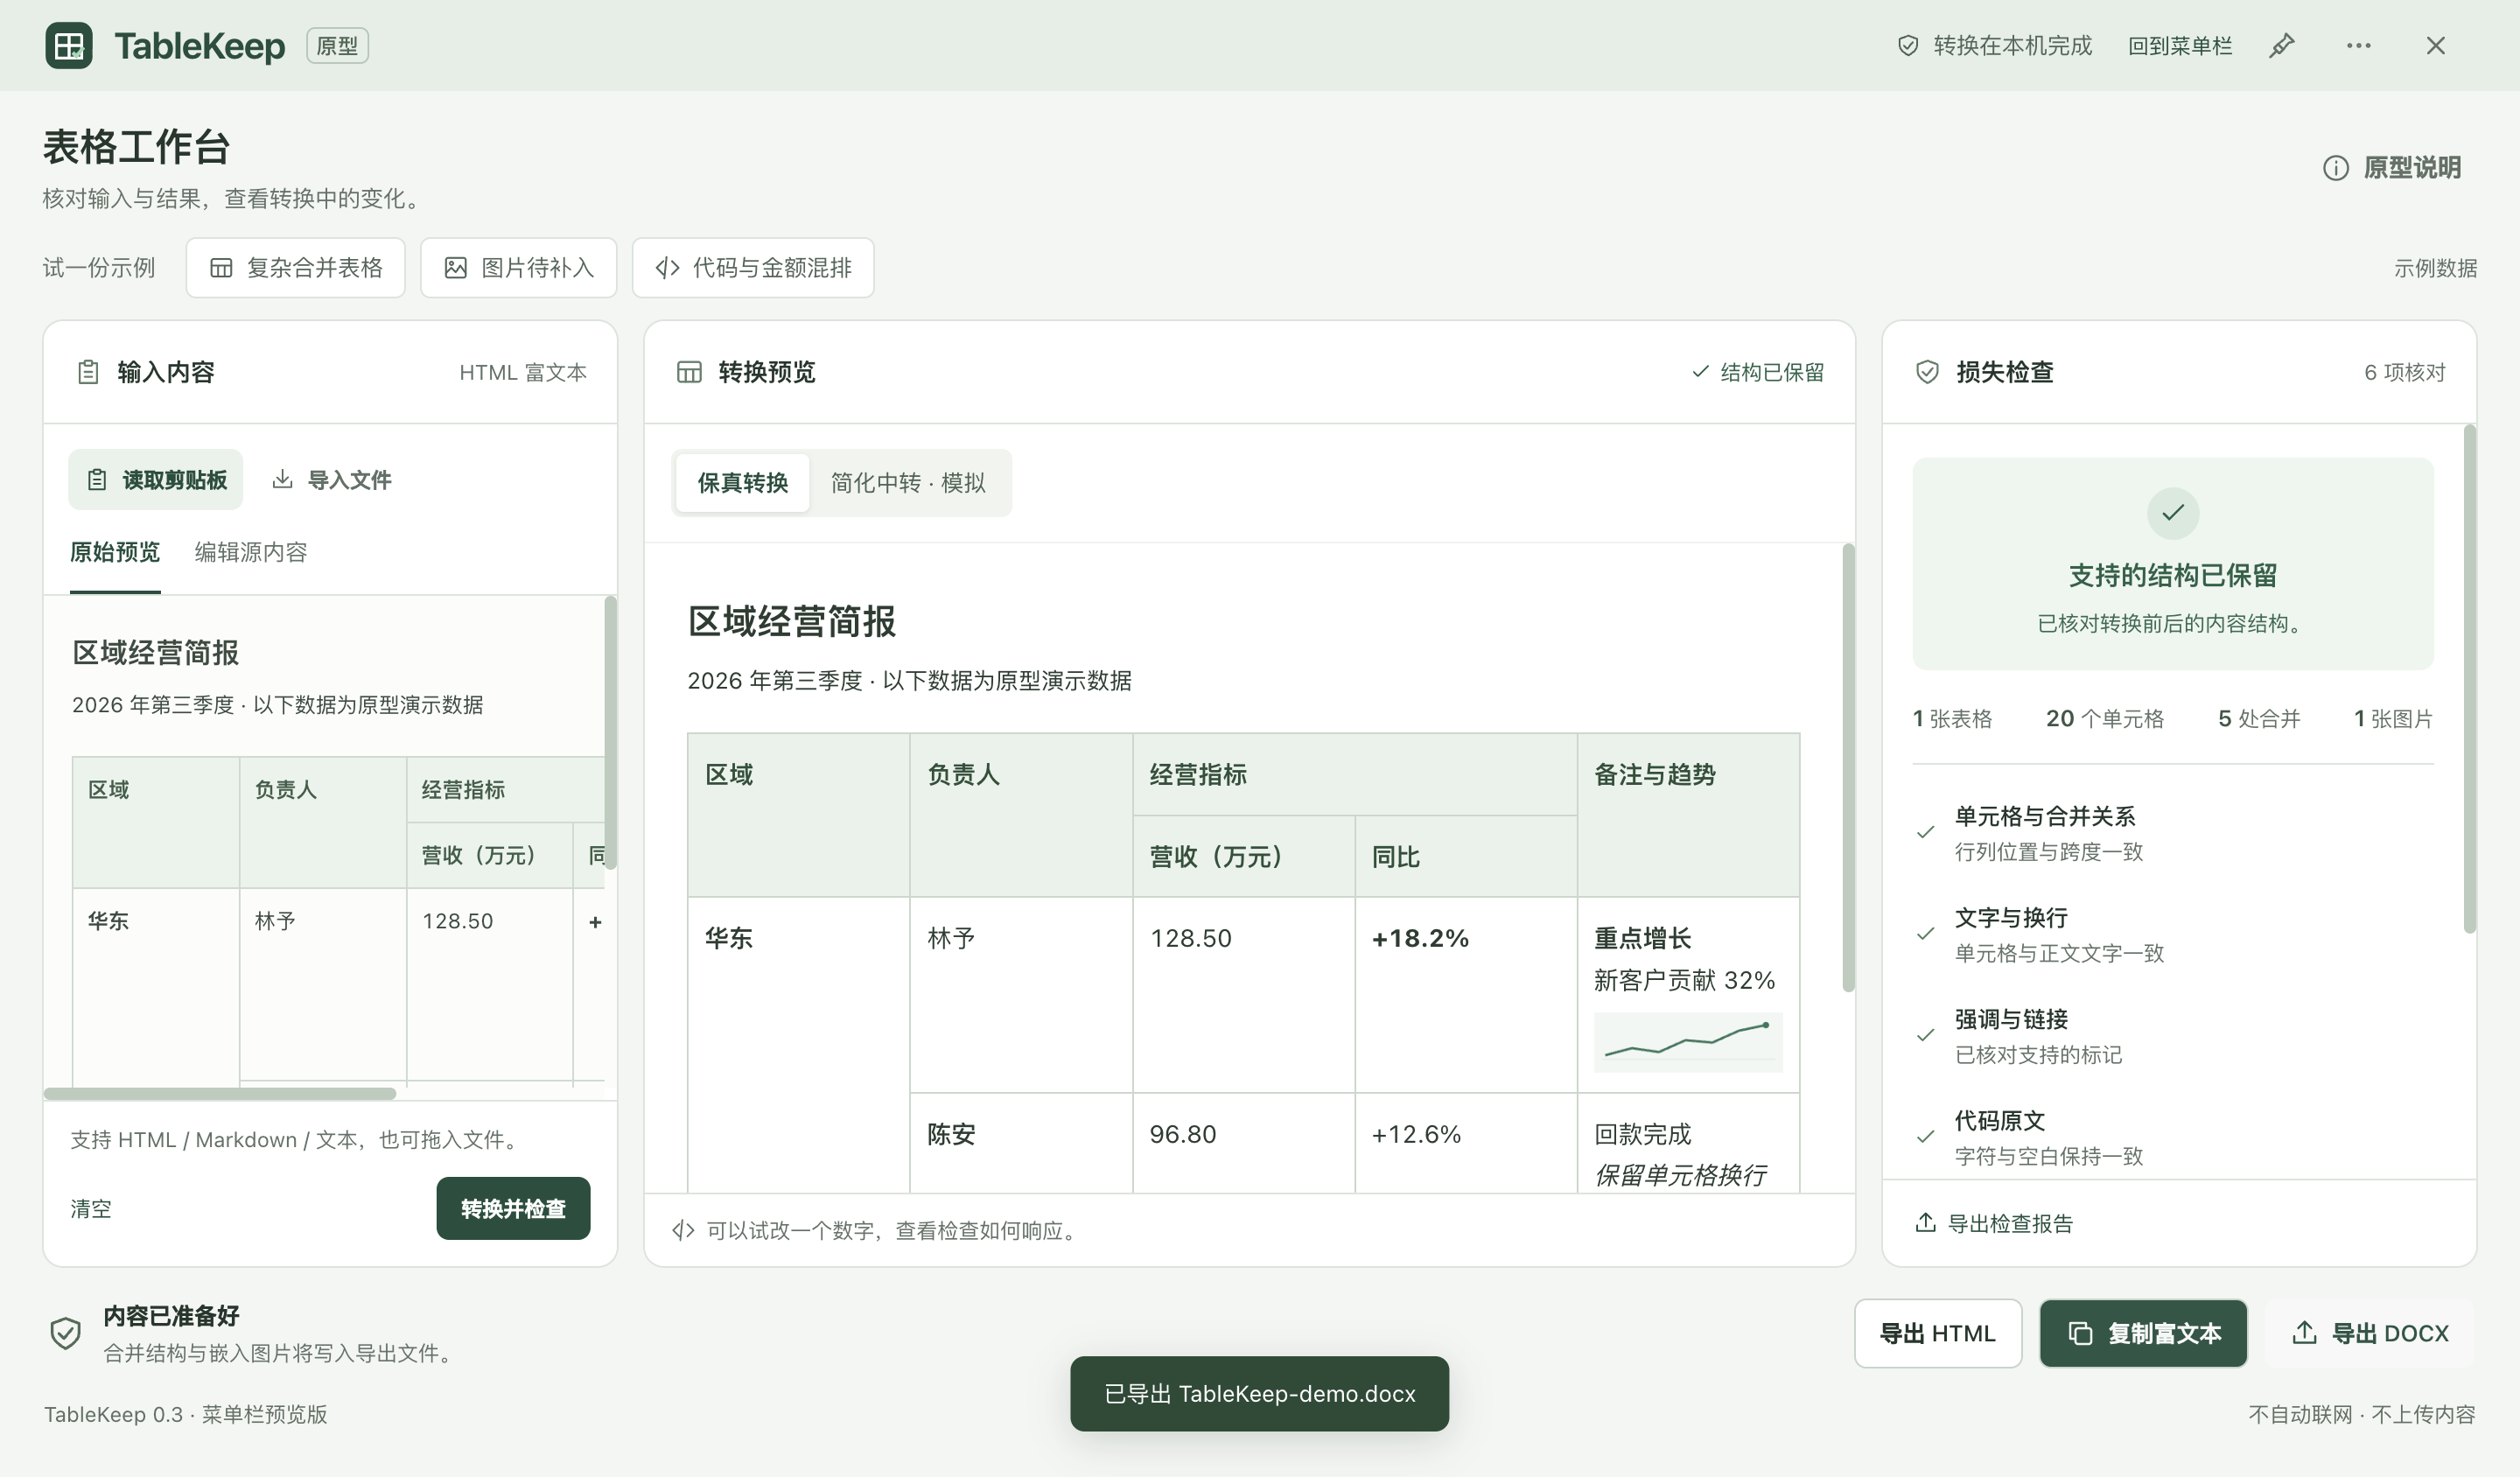 TableKeep 原型
转换在本机完成 回到菜单栏
表格工作台
核对输入与结果，查看转换中的变化。
原型说明
试一份示例 复杂合并表格 图片待补入 代码与金额混排
示例数据
输入内容 HTML 富文本
读取剪贴板 导入文件
原始预览 编辑源内容
区域经营简报
2026 年第三季度 · 以下数据为原型演示数据
区域 负责人 经营指标
营收（万元） 同
华东 林予 128.50 +
支持 HTML / Markdown / 文本，也可拖入文件。
清空 转换并检查
转换预览 结构已保留
保真转换 简化中转 · 模拟
区域经营简报
2026 年第三季度 · 以下数据为原型演示数据
区域 负责人 经营指标 备注与趋势
营收（万元） 同比
华东 林予 128.50 +18.2% 重点增长
新客户贡献 32%
陈安 96.80 +12.6% 回款完成
保留单元格换行
可以试改一个数字，查看检查如何响应。
损失检查 6 项核对
支持的结构已保留
已核对转换前后的内容结构。
1 张表格 20 个单元格 5 处合并 1 张图片
单元格与合并关系
行列位置与跨度一致
文字与换行
单元格与正文文字一致
强调与链接
已核对支持的标记
代码原文
字符与空白保持一致
导出检查报告
内容已准备好
合并结构与嵌入图片将写入导出文件。
导出 HTML 复制富文本 导出 DOCX
已导出 TableKeep-demo.docx
TableKeep 0.3 · 菜单栏预览版
不自动联网 · 不上传内容